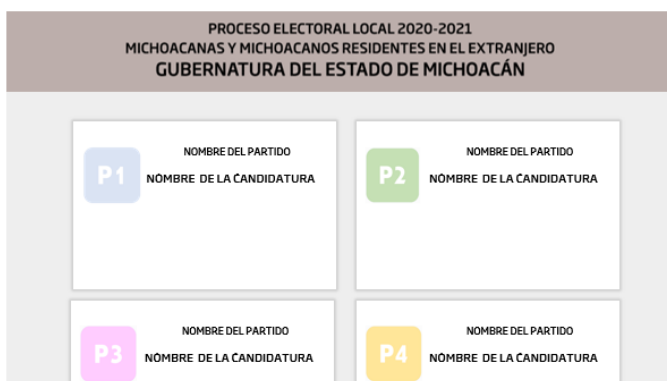 PROCESO ELECTORAL LOCAL 2020-2021
MICHOACANAS Y MICHOACANOS RESIDENTES EN EL EXTRANJERO
GUBERNATURA DEL ESTADO DE MICHOACÁN
P1
NOMBRE DEL PARTIDO
NOMBRE DE LA CANDIDATURA
P2
NOMBRE DEL PARTIDO
NOMBRE DE LA CANDIDATURA
P3
NOMBRE DEL PARTIDO
NOMBRE DE LA CANDIDATURA
P4
NOMBRE DEL PARTIDO
NOMBRE DE LA CANDIDATURA